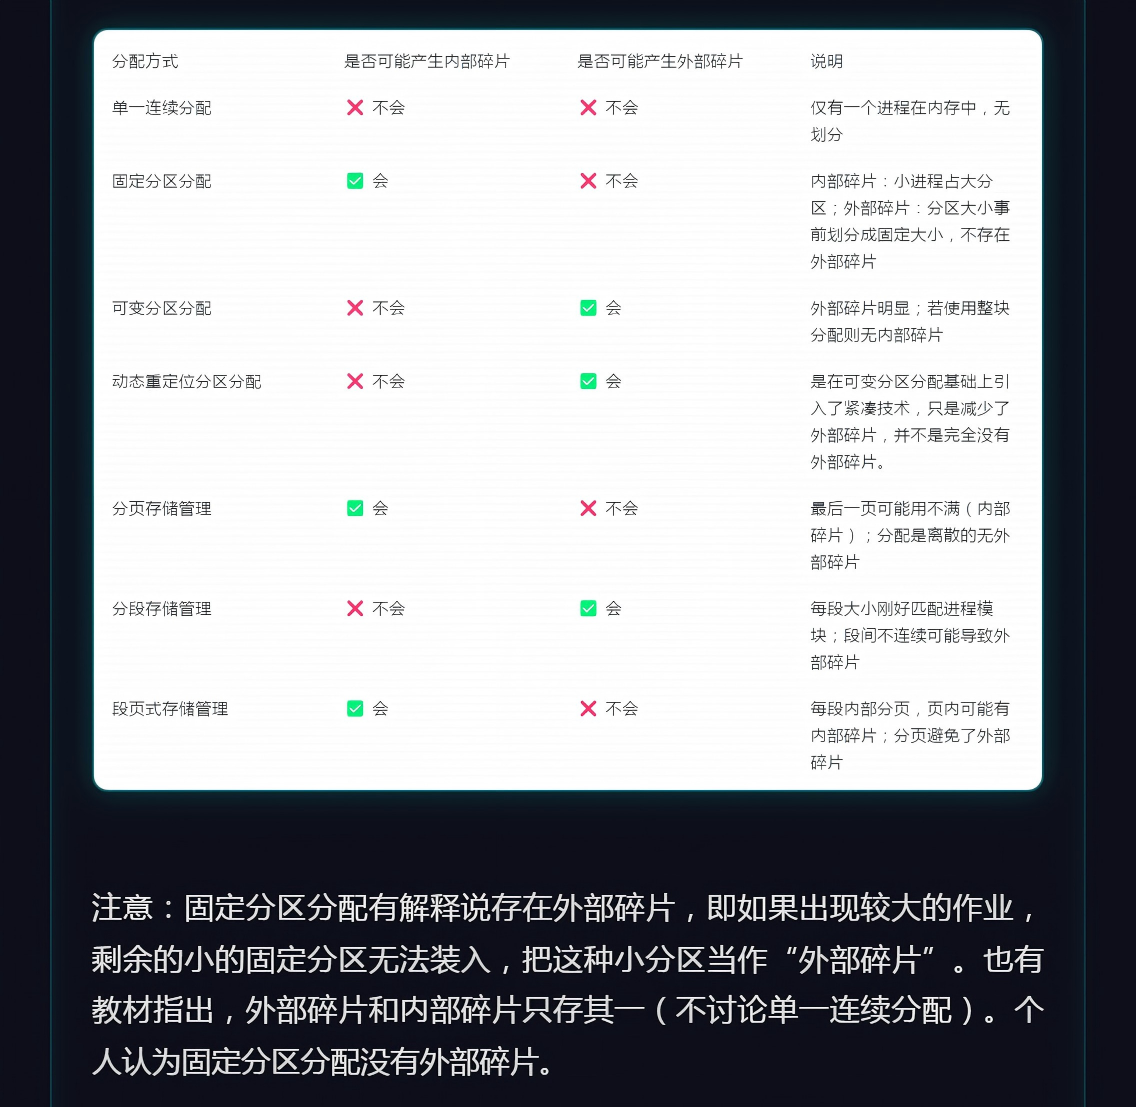 分配方式 是否可能产生内部碎片 是否可能产生外部碎片 说明
单一连续分配 ❌ 不会 ❌ 不会 仅有一个进程在内存中，无
划分
固定分区分配 ✅ 会 ❌ 不会 内部碎片：小进程占大分
区；外部碎片：分区大小事
前划分成固定大小，不存在
外部碎片
可变分区分配 ❌ 不会 ✅ 会 外部碎片明显；若使用整块
分配则无内部碎片
动态重定位分区分配 ❌ 不会 ✅ 会 是在可变分区分配基础上引
入了紧凑技术，只是减少了
外部碎片，并不是完全没有
外部碎片。
分页存储管理 ✅ 会 ❌ 不会 最后一页可能用不满（内部
碎片）；分配是离散的无外
部碎片
分段存储管理 ❌ 不会 ✅ 会 每段大小刚好匹配进程模
块；段间不连续可能导致外
部碎片
段页式存储管理 ✅ 会 ❌ 不会 每段内部分页，页内可能有
内部碎片；分页避免了外部
碎片
注意：固定分区分配有解释说存在外部碎片，即如果出现较大的作业，
剩余的小的固定分区无法装入，把这种小分区当作“外部碎片”。也有
教材指出，外部碎片和内部碎片只存其一（不讨论单一连续分配）。个
人认为固定分区分配没有外部碎片。